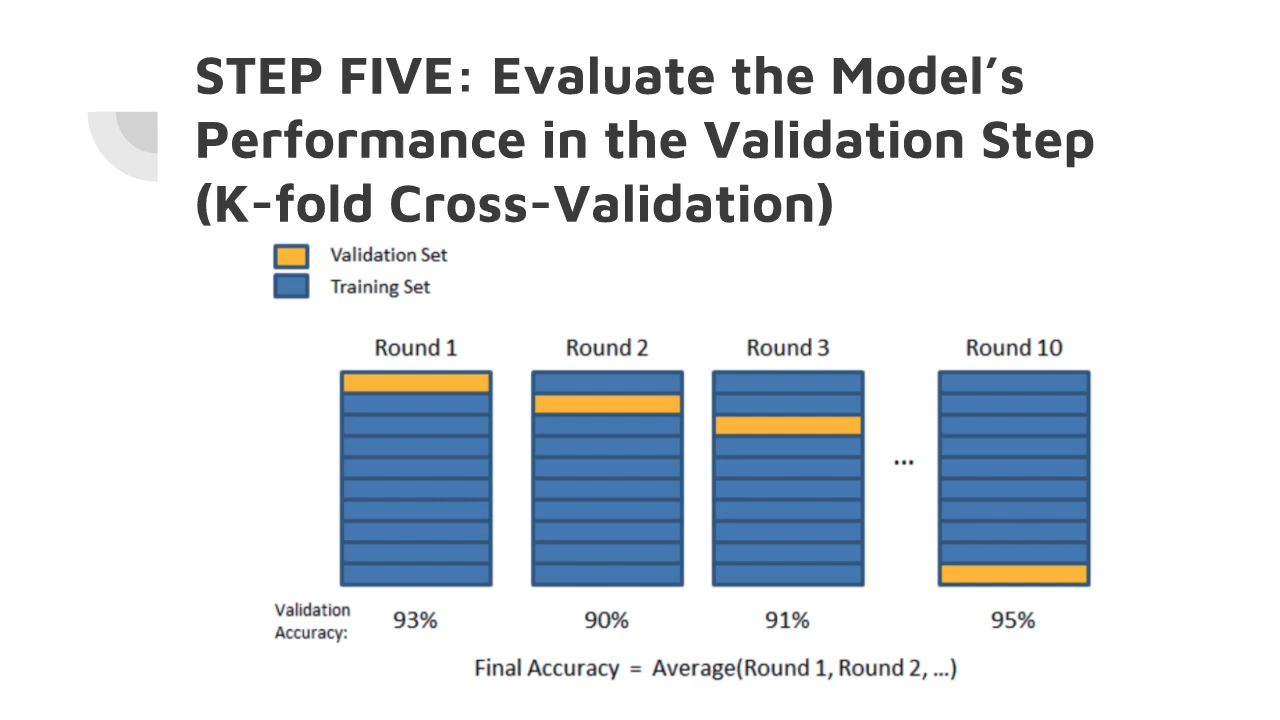 STEP FIVE: Evaluate the Model’s
Performance in the Validation Step
(K-fold Cross-Validation)
Validation Set
Training Set
Round 1
Round 2
Round 3
Round 10
...
Validation
Accuracy:
93%
90%
91%
95%
Final Accuracy = Average(Round 1, Round 2, ...)